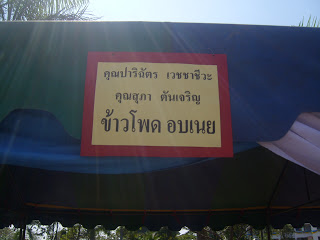 คุณปาริฉัตร เวชชาชีวะ
คุณสุภา ตันเจริญ
ข้าวโพด อบเนย